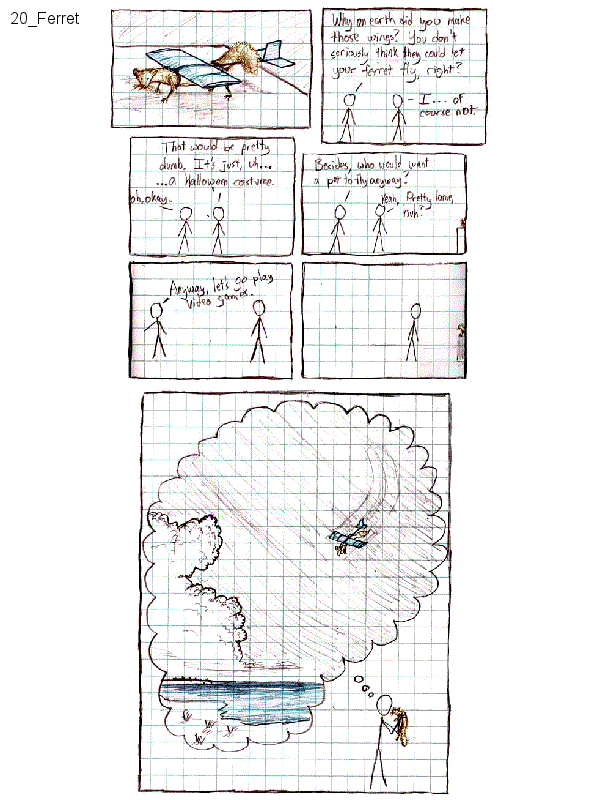 20_Ferret
Why on earth did you make
those wings? You don't
seriously think they could let
your ferret fly, right?
I... of
course not.
That would be pretty
dumb. It's just, uh...
...a Halloween costume.
oh, okay.
Besides, who would want
a pet to fly anyway?
Yeah. Pretty lame,
huh?
Anyway, let's go play
video games.